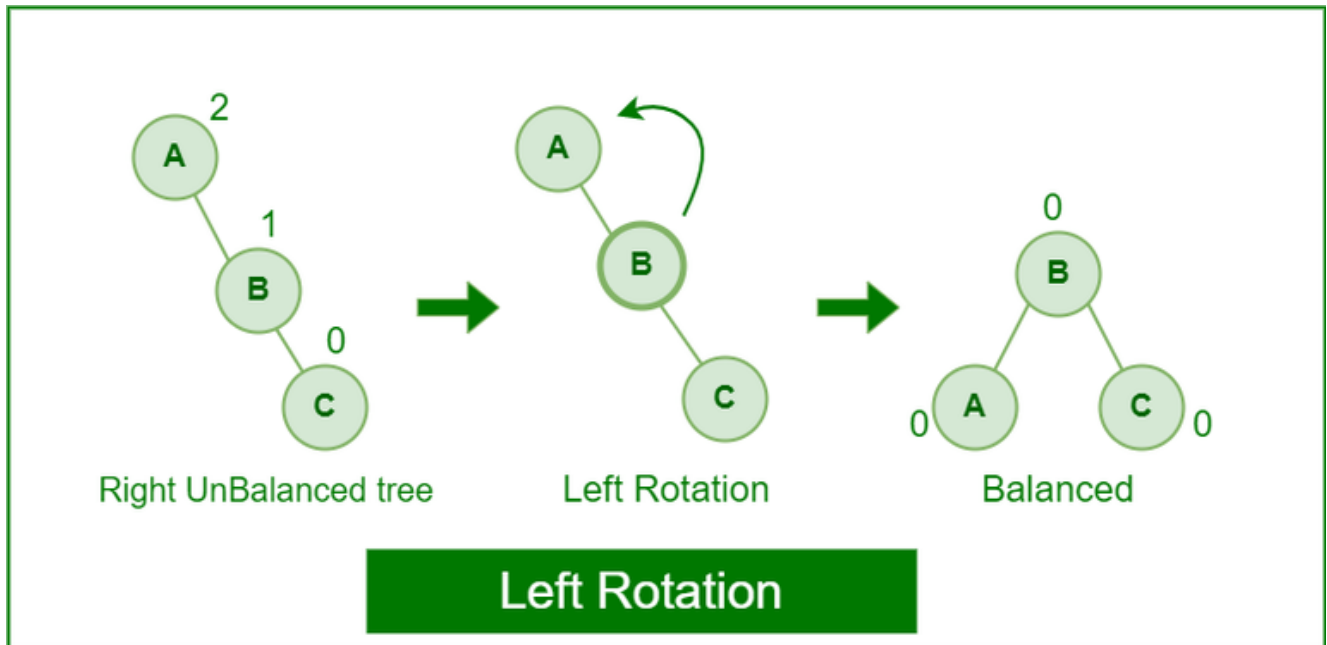 2
A
1
B
0
C
Right UnBalanced tree
A
B
C
Left Rotation
0
B
0 A
C 0
Balanced
Left Rotation